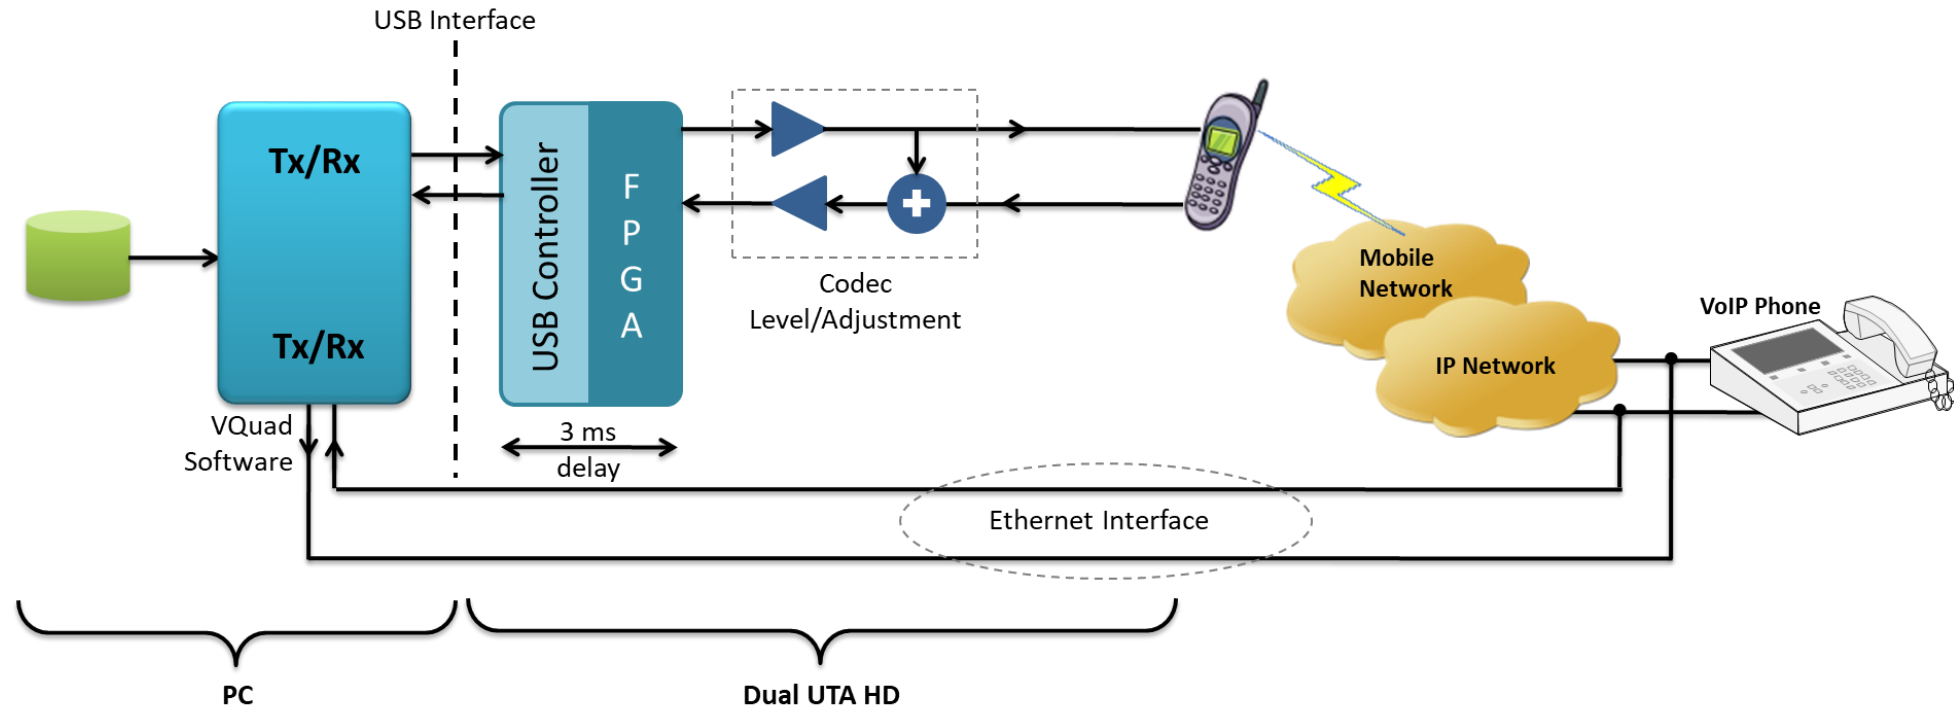 USB Interface
Tx/Rx
Tx/Rx
VQuad
Software
USB Controller
F
P
G
A
3 ms
delay
Codec
Level/Adjustment
Mobile
Network
IP Network
VoIP Phone
Ethernet Interface
PC
Dual UTA HD